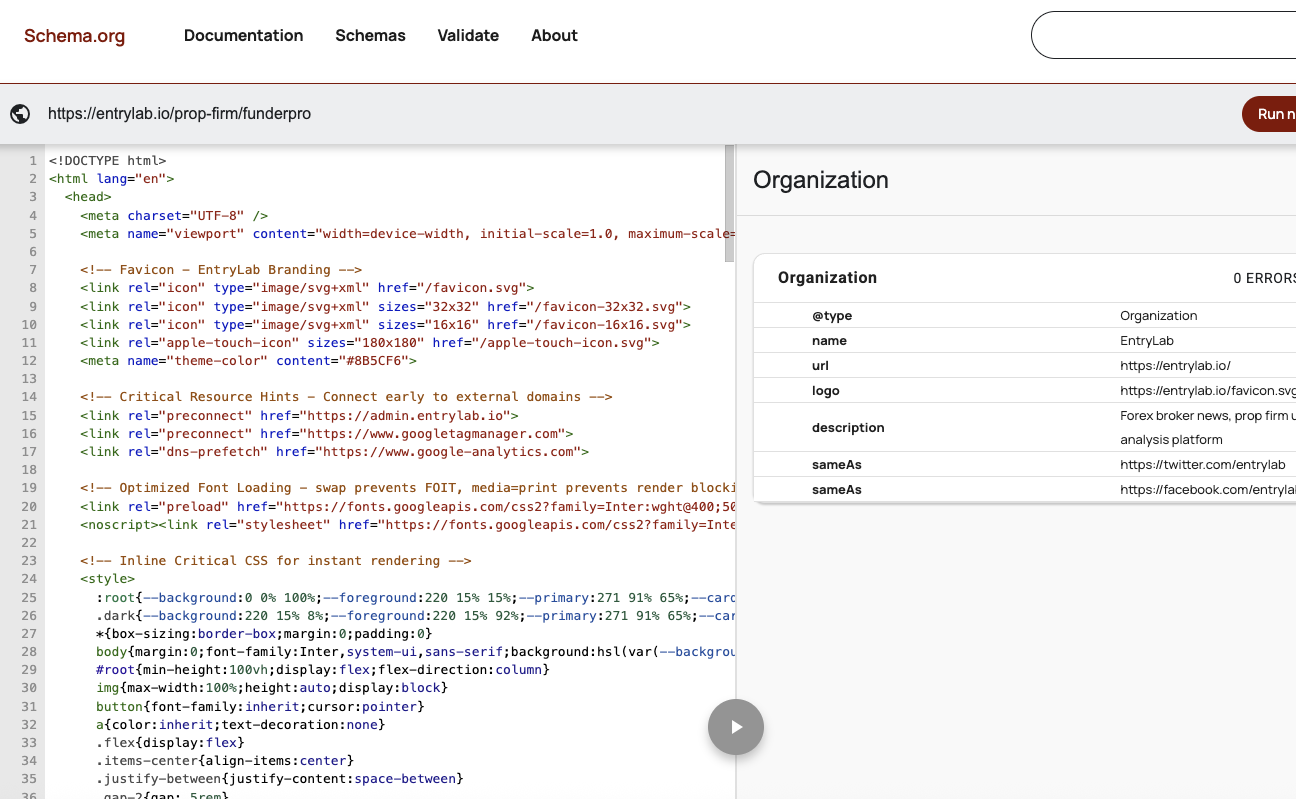 Schema.org Documentation Schemas Validate About
https://entrylab.io/prop-firm/funderpro
Run n
1 <!DOCTYPE html>
2 <html lang="en">
3 <head>
4 <meta charset="UTF-8" />
5 <meta name="viewport" content="width=device-width, initial-scale=1.0, maximum-scale=
6
7 <!-- Favicon - EntryLab Branding -->
8 <link rel="icon" type="image/svg+xml" href="/favicon.svg">
9 <link rel="icon" type="image/svg+xml" sizes="32x32" href="/favicon-32x32.svg">
10 <link rel="icon" type="image/svg+xml" sizes="16x16" href="/favicon-16x16.svg">
11 <link rel="apple-touch-icon" sizes="180x180" href="/apple-touch-icon.svg">
12 <meta name="theme-color" content="#8B5CF6">
13
14 <!-- Critical Resource Hints - Connect early to external domains -->
15 <link rel="preconnect" href="https://admin.entrylab.io">
16 <link rel="preconnect" href="https://www.googletagmanager.com">
17 <link rel="dns-prefetch" href="https://www.google-analytics.com">
18
19 <!-- Optimized Font Loading - swap prevents FOIT, media=print prevents render blocki
20 <link rel="preload" href="https://fonts.googleapis.com/css2?family=Inter:wght@400;50
21 <noscript><link rel="stylesheet" href="https://fonts.googleapis.com/css2?family=Inte
22
23 <!-- Inline Critical CSS for instant rendering -->
24 <style>
25 :root{--background:0 0% 100%;--foreground:220 15% 15%;--primary:271 91% 65%;--card
26 .dark{--background:220 15% 8%;--foreground:220 15% 92%;--primary:271 91% 65%;--car
27 *{box-sizing:border-box;margin:0;padding:0}
28 body{margin:0;font-family:Inter,system-ui,sans-serif;background:hsl(var(--backgrou
29 #root{min-height:100vh;display:flex;flex-direction:column}
30 img{max-width:100%;height:auto;display:block}
31 button{font-family:inherit;cursor:pointer}
32 a{color:inherit;text-decoration:none}
33 .flex{display:flex}
34 .items-center{align-items:center}
35 .justify-between{justify-content:space-between}
36 .gap-2{gap:.5rem}
Organization
Organization 0 ERRORS
@type Organization
name EntryLab
url https://entrylab.io/
logo https://entrylab.io/favicon.svg
description Forex broker news, prop firm u
analysis platform
sameAs https://twitter.com/entrylab
sameAs https://facebook.com/entrylab